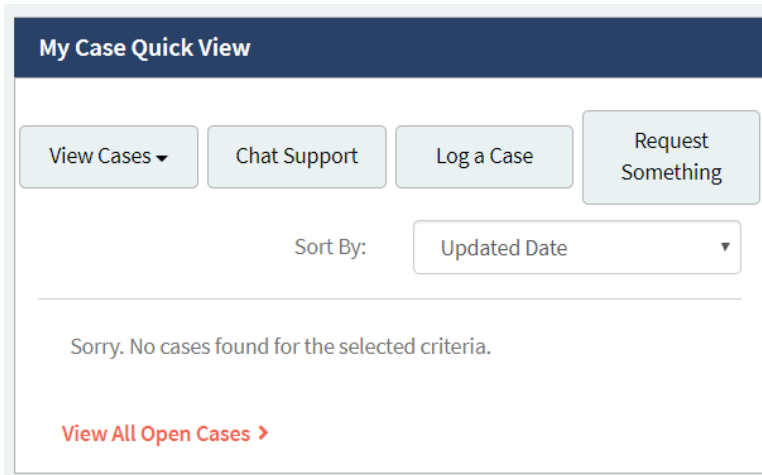 My Case Quick View
View Cases
Chat Support
Log a Case
Request
Something
Sort By:
Updated Date
Sorry. No cases found for the selected criteria.
View All Open Cases